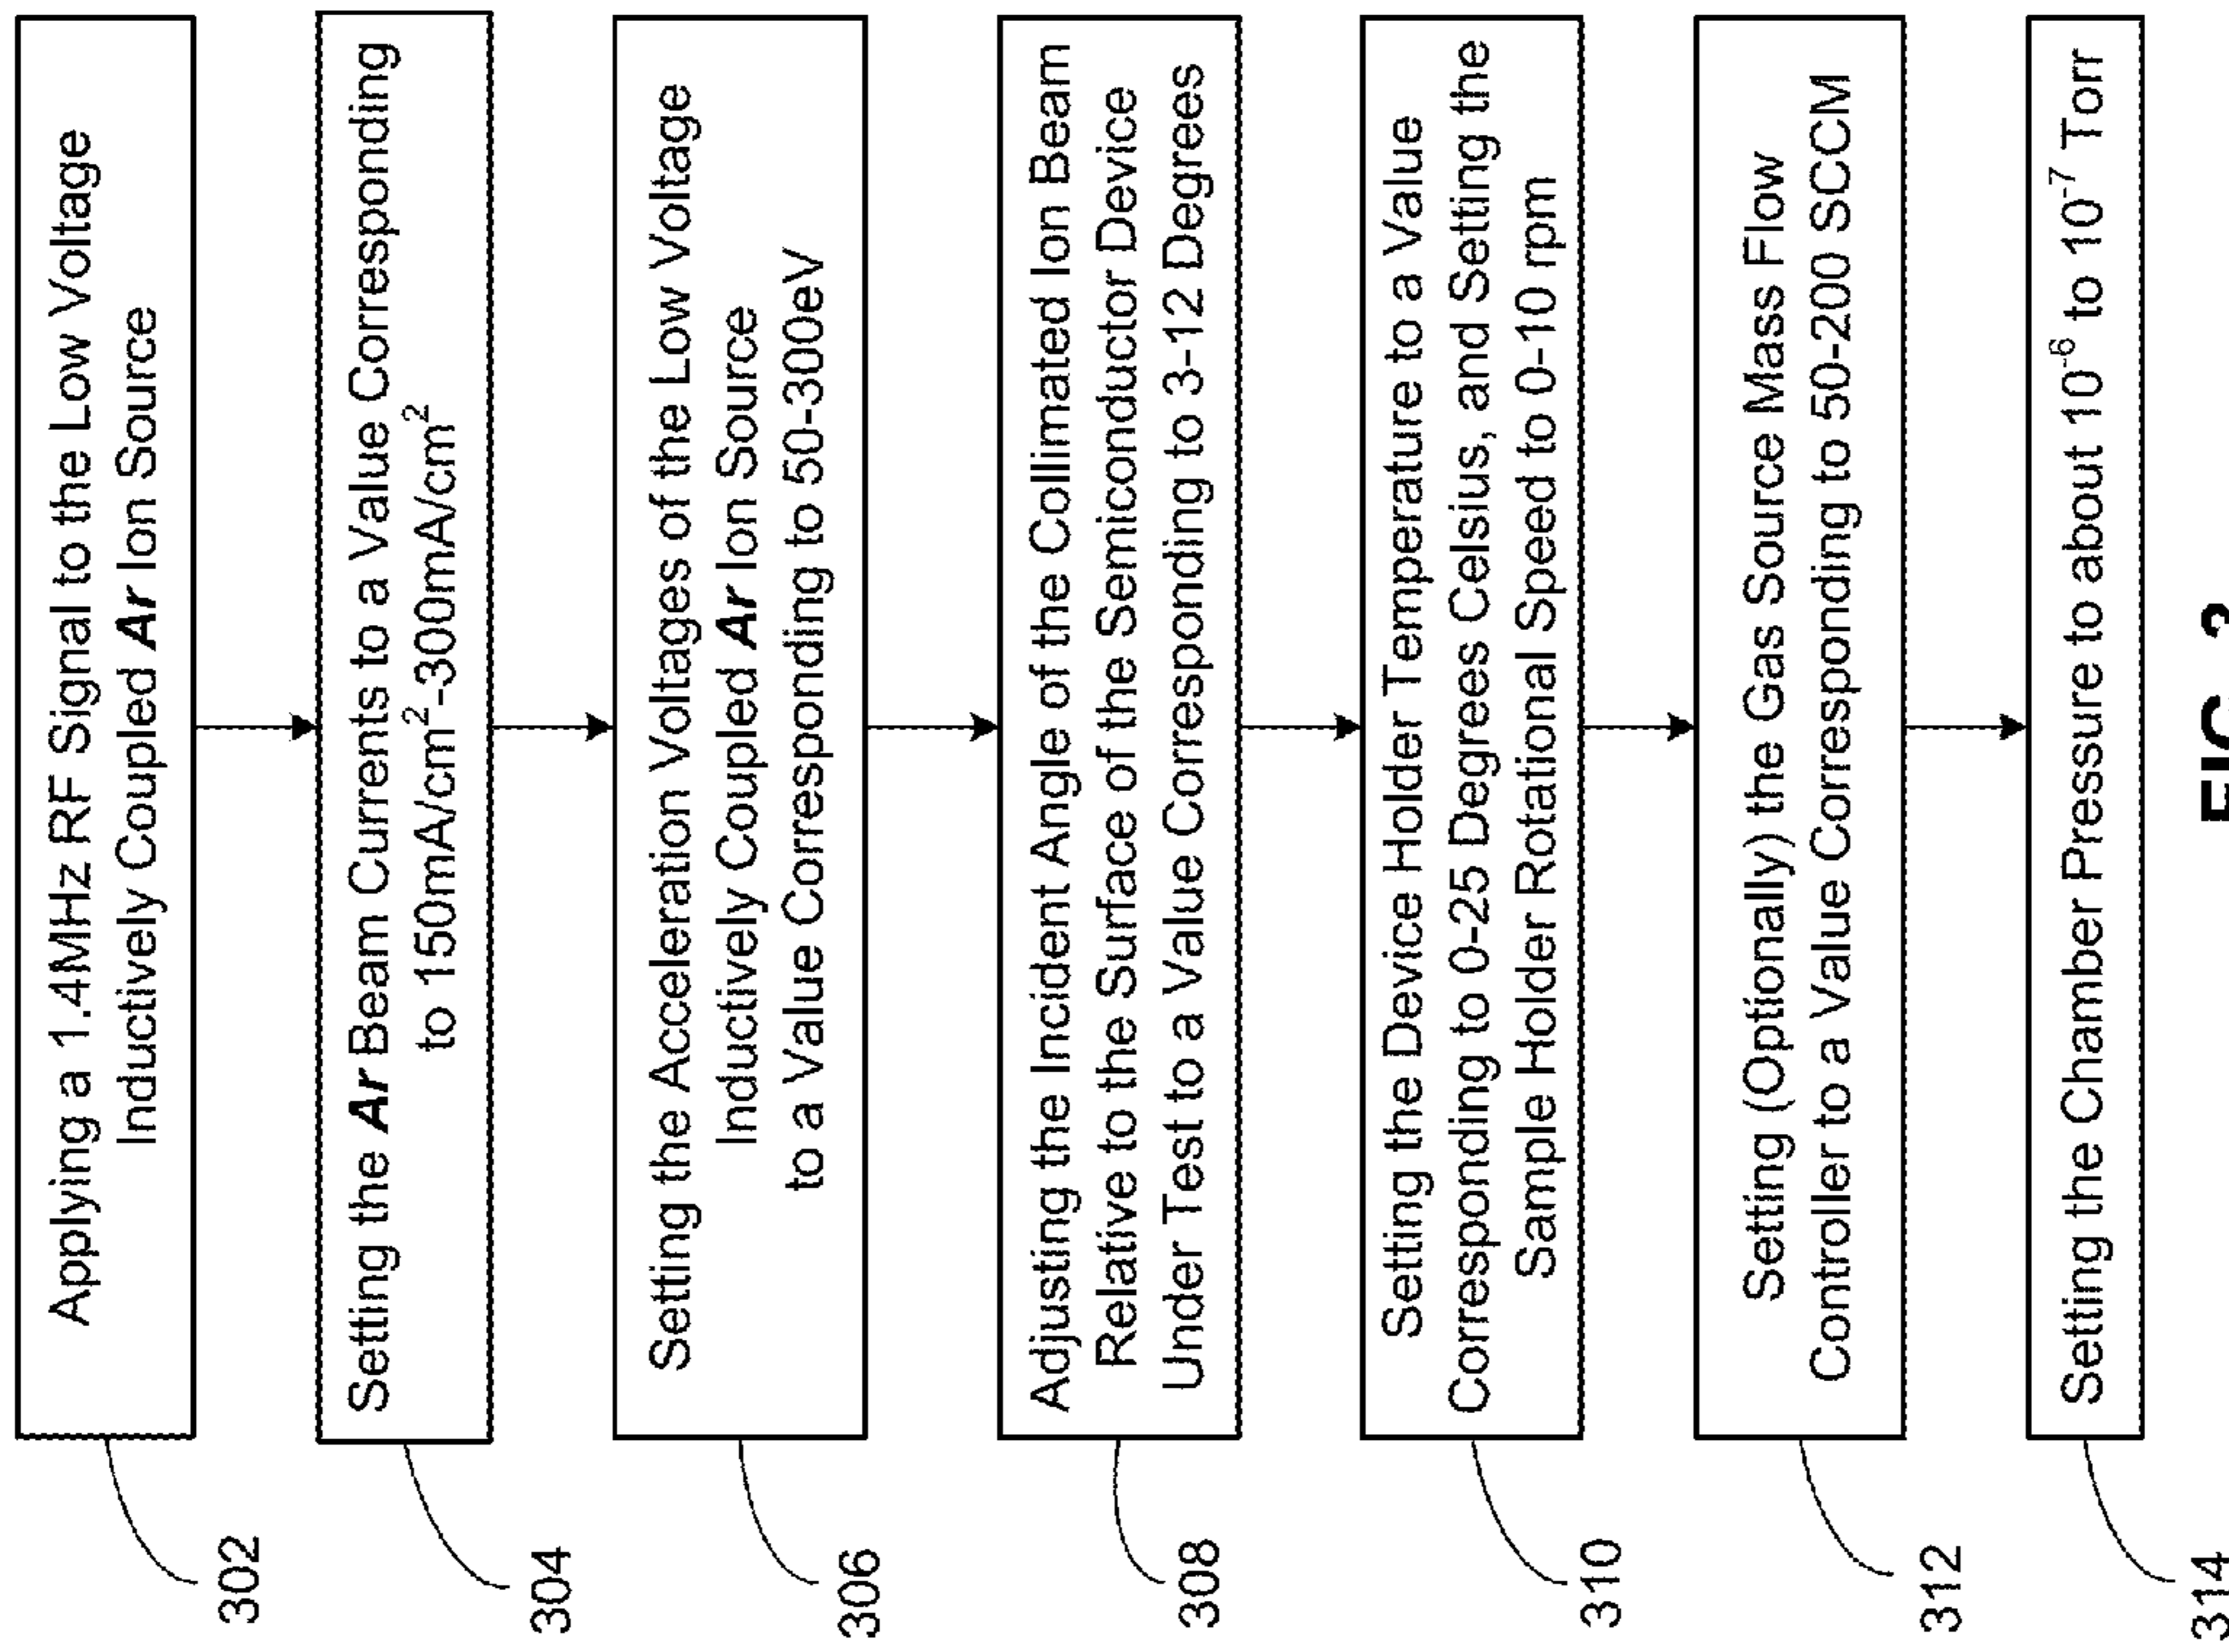 Applying a 1.4MHz RF Signal to the Low Voltage
Inductively Coupled Ar Ion Source
302
Setting the Ar Beam Currents to a Value Corresponding
to 150mA/cm²-300mA/cm²
304
Setting the Acceleration Voltages of the Low Voltage
Inductively Coupled Ar Ion Source
to a Value Corresponding to 50-300eV
306
Adjusting the Incident Angle of the Collimated Ion Beam
Relative to the Surface of the Semiconductor Device
Under Test to a Value Corresponding to 3-12 Degrees
308
Setting the Device Holder Temperature to a Value
Corresponding to 0-25 Degrees Celsius, and Setting the
Sample Holder Rotational Speed to 0-10 rpm
310
Setting (Optionally) the Gas Source Mass Flow
Controller to a Value Corresponding to 50-200 SCCM
312
Setting the Chamber Pressure to about 10⁻⁶ to 10⁻⁷ Torr
314
FIG. 3